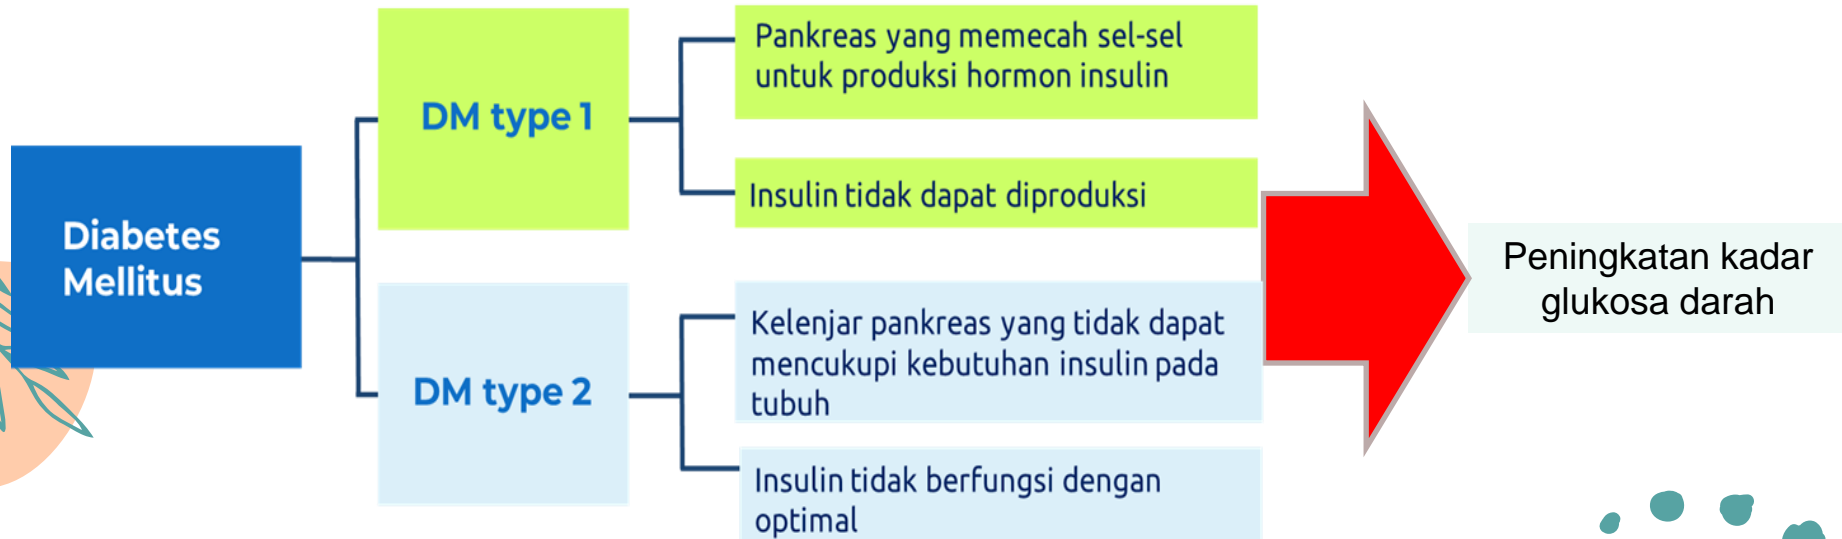 Diabetes
Mellitus
DM type 1
Pankreas yang memecah sel-sel
untuk produksi hormon insulin
Insulin tidak dapat diproduksi
DM type 2
Kelenjar pankreas yang tidak dapat
mencukupi kebutuhan insulin pada
tubuh
Insulin tidak berfungsi dengan
optimal
Peningkatan kadar
glukosa darah